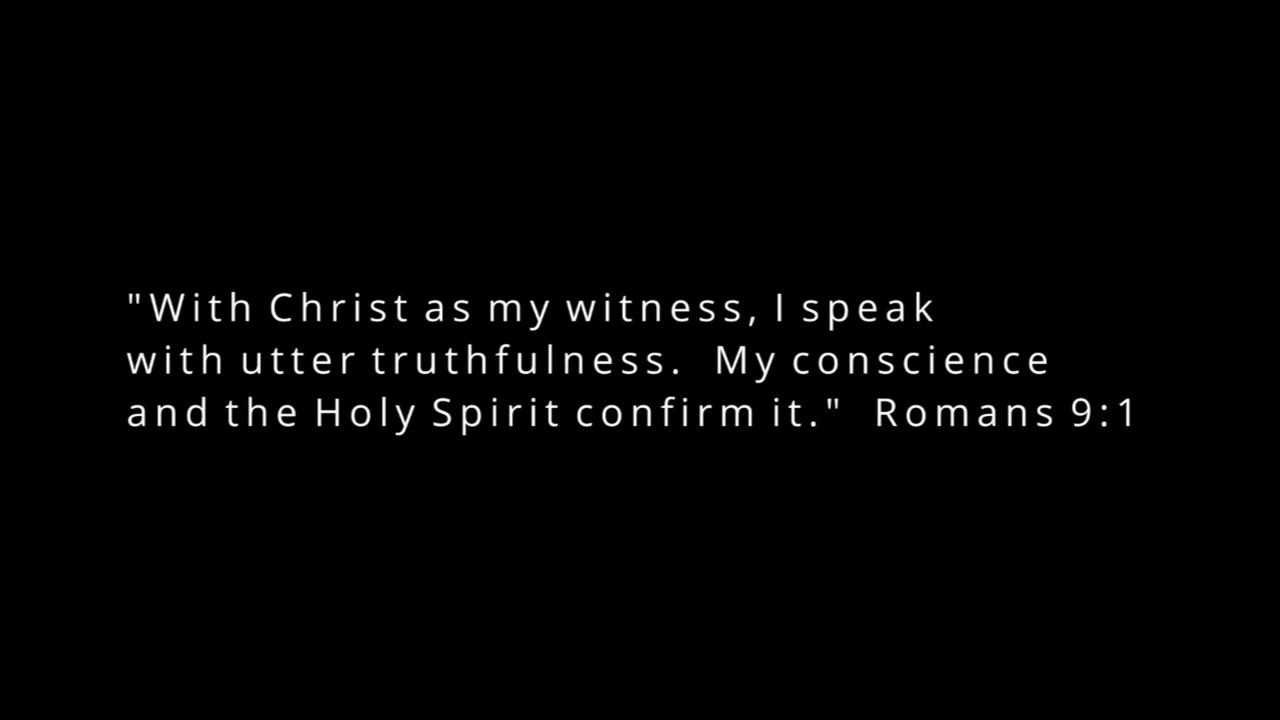 "With Christ as my witness, I speak
with utter truthfulness.  My conscience
and the Holy Spirit confirm it."  Romans 9:1